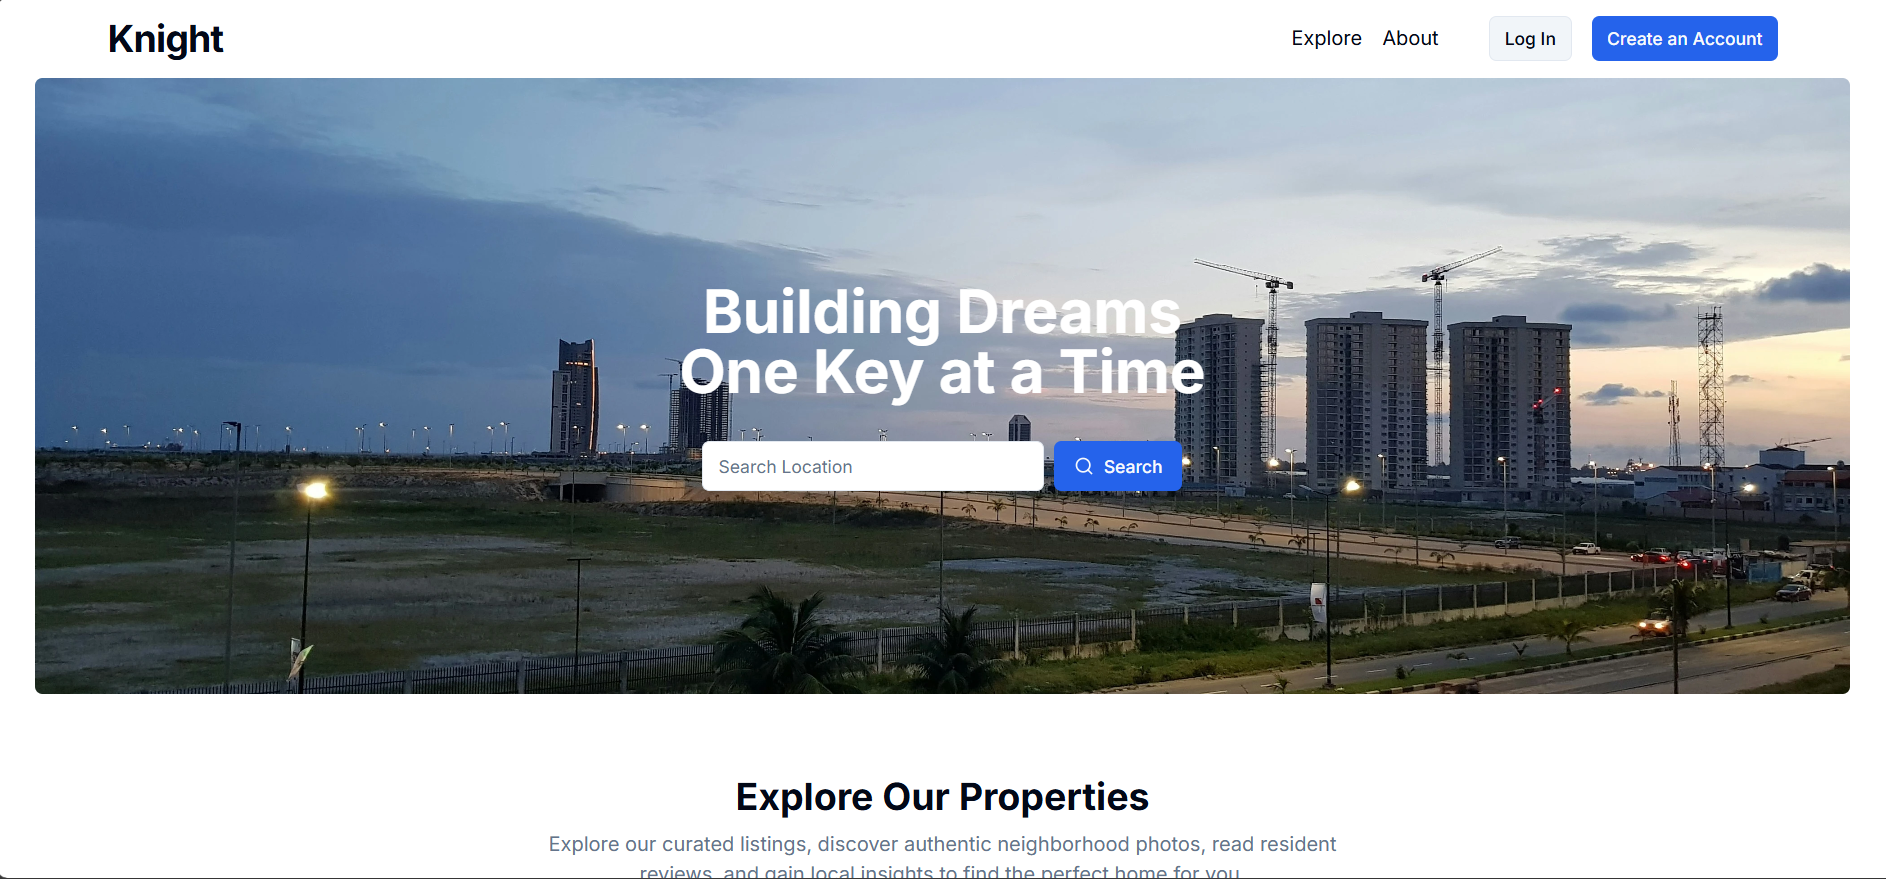 Knight
Explore
About
Log In
Create an Account
Building Dreams
One Key at a Time
Search Location
Search
Explore Our Properties
Explore our curated listings, discover authentic neighborhood photos, read resident
reviews, and gain local insights to find the perfect home for you.